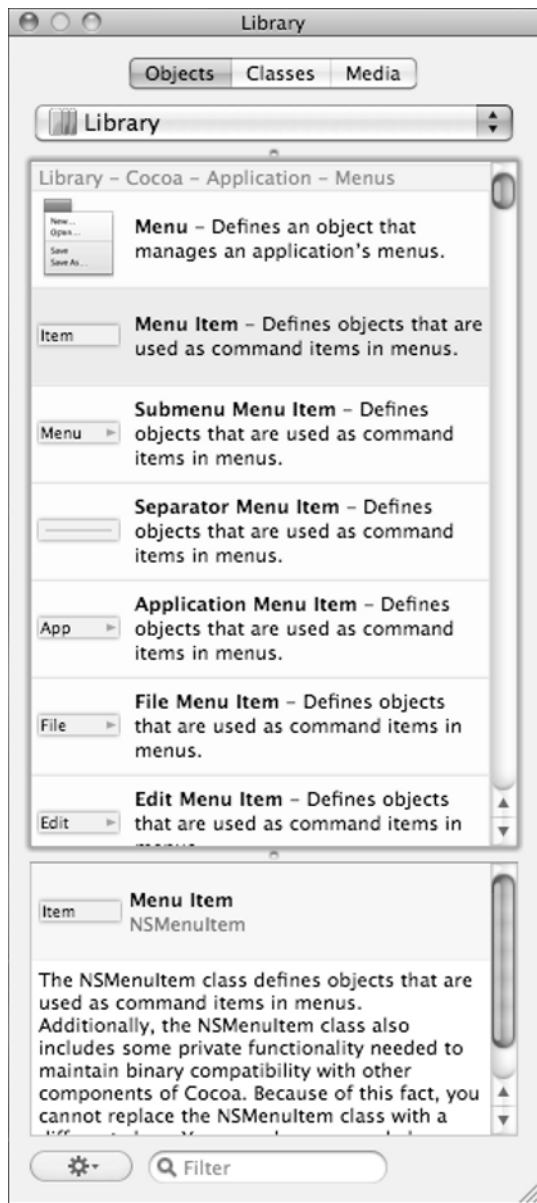 Library
Objects Classes Media
Library
Library – Cocoa – Application – Menus
New...
Open...
Save
Save As...
Menu – Defines an object that
manages an application's menus.
Item
Menu Item – Defines objects that are
used as command items in menus.
Menu
Submenu Menu Item – Defines
objects that are used as command
items in menus.
Separator Menu Item – Defines
objects that are used as command
items in menus.
App
Application Menu Item – Defines
objects that are used as command
items in menus.
File
File Menu Item – Defines objects
that are used as command items in
menus.
Edit
Edit Menu Item – Defines objects
that are used as command items in
Item
Menu Item
NSMenuItem
The NSMenuItem class defines objects that are
used as command items in menus.
Additionally, the NSMenuItem class also
includes some private functionality needed to
maintain binary compatibility with other
components of Cocoa. Because of this fact, you
cannot replace the NSMenuItem class with a
Filter